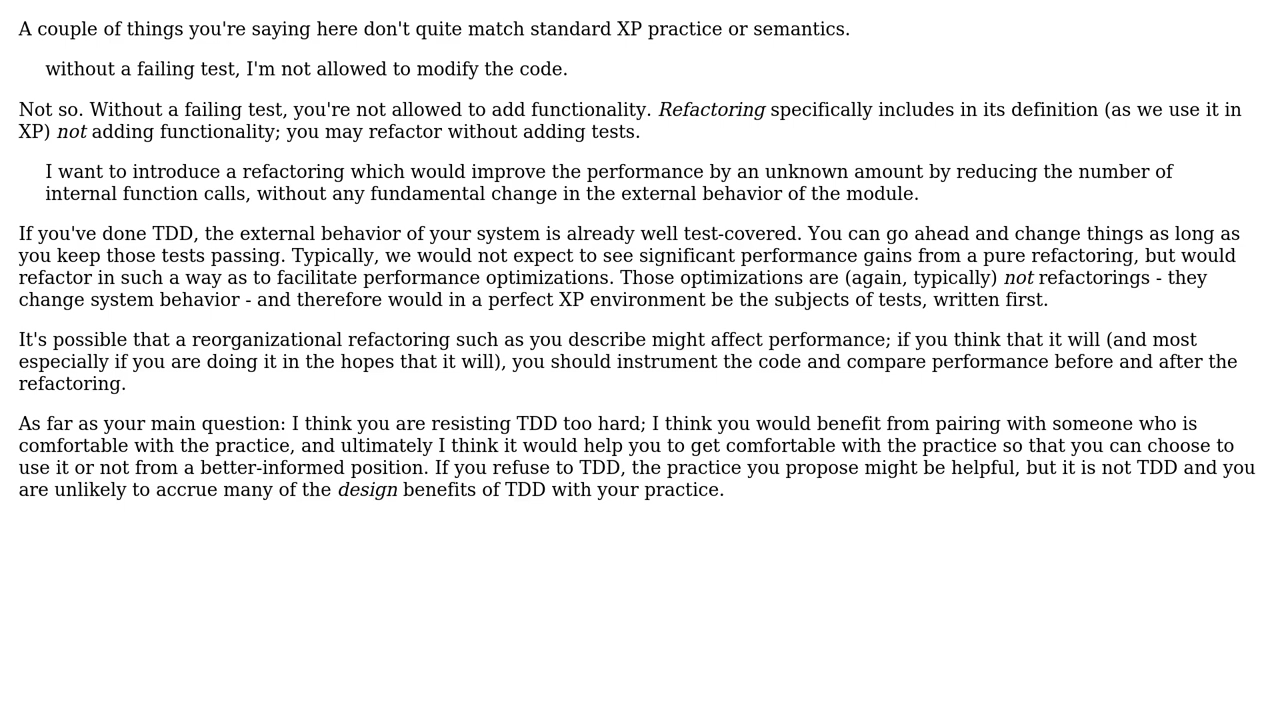 A couple of things you're saying here don't quite match standard XP practice or semantics.
without a failing test, I'm not allowed to modify the code.
Not so. Without a failing test, you're not allowed to add functionality. Refactoring specifically includes in its definition (as we use it in
XP) not adding functionality; you may refactor without adding tests.
I want to introduce a refactoring which would improve the performance by an unknown amount by reducing the number of
internal function calls, without any fundamental change in the external behavior of the module.
If you've done TDD, the external behavior of your system is already well test-covered. You can go ahead and change things as long as
you keep those tests passing. Typically, we would not expect to see significant performance gains from a pure refactoring, but would
refactor in such a way as to facilitate performance optimizations. Those optimizations are (again, typically) not refactorings - they
change system behavior - and therefore would in a perfect XP environment be the subjects of tests, written first.
It's possible that a reorganizational refactoring such as you describe might affect performance; if you think that it will (and most
especially if you are doing it in the hopes that it will), you should instrument the code and compare performance before and after the
refactoring.
As far as your main question: I think you are resisting TDD too hard; I think you would benefit from pairing with someone who is
comfortable with the practice, and ultimately I think it would help you to get comfortable with the practice so that you can choose to
use it or not from a better-informed position. If you refuse to TDD, the practice you propose might be helpful, but it is not TDD and you
are unlikely to accrue many of the design benefits of TDD with your practice.